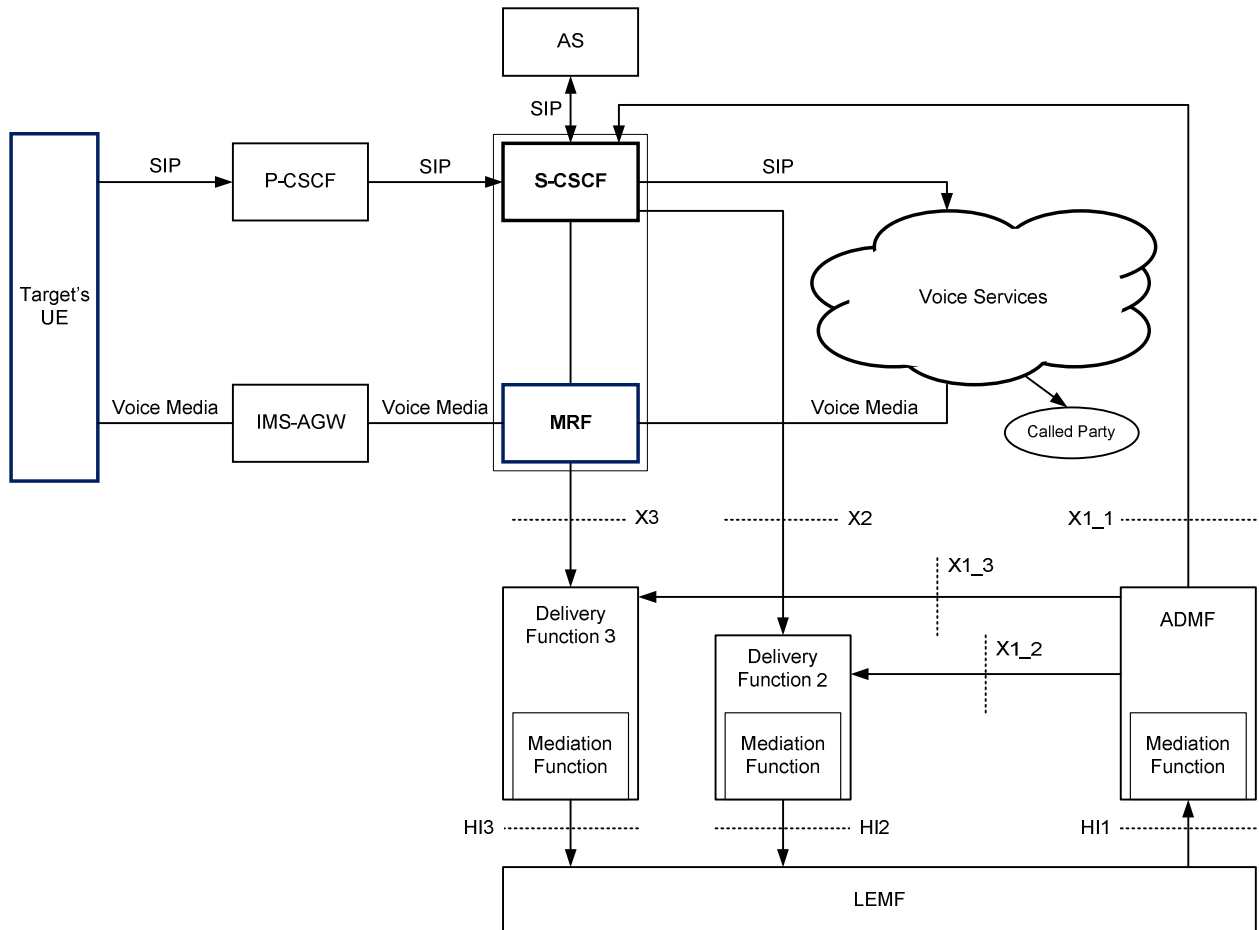 AS
SIP
SIP
P-CSCF
SIP
S-CSCF
SIP
Voice Services
Target's
UE
Voice Media
IMS-AGW
Voice Media
MRF
Voice Media
Called Party
X3
X2
X1_1
X1_3
Delivery
Function 3
ADMF
X1_2
Delivery
Function 2
Mediation
Function
Mediation
Function
Mediation
Function
HI3
HI2
HI1
LEMF